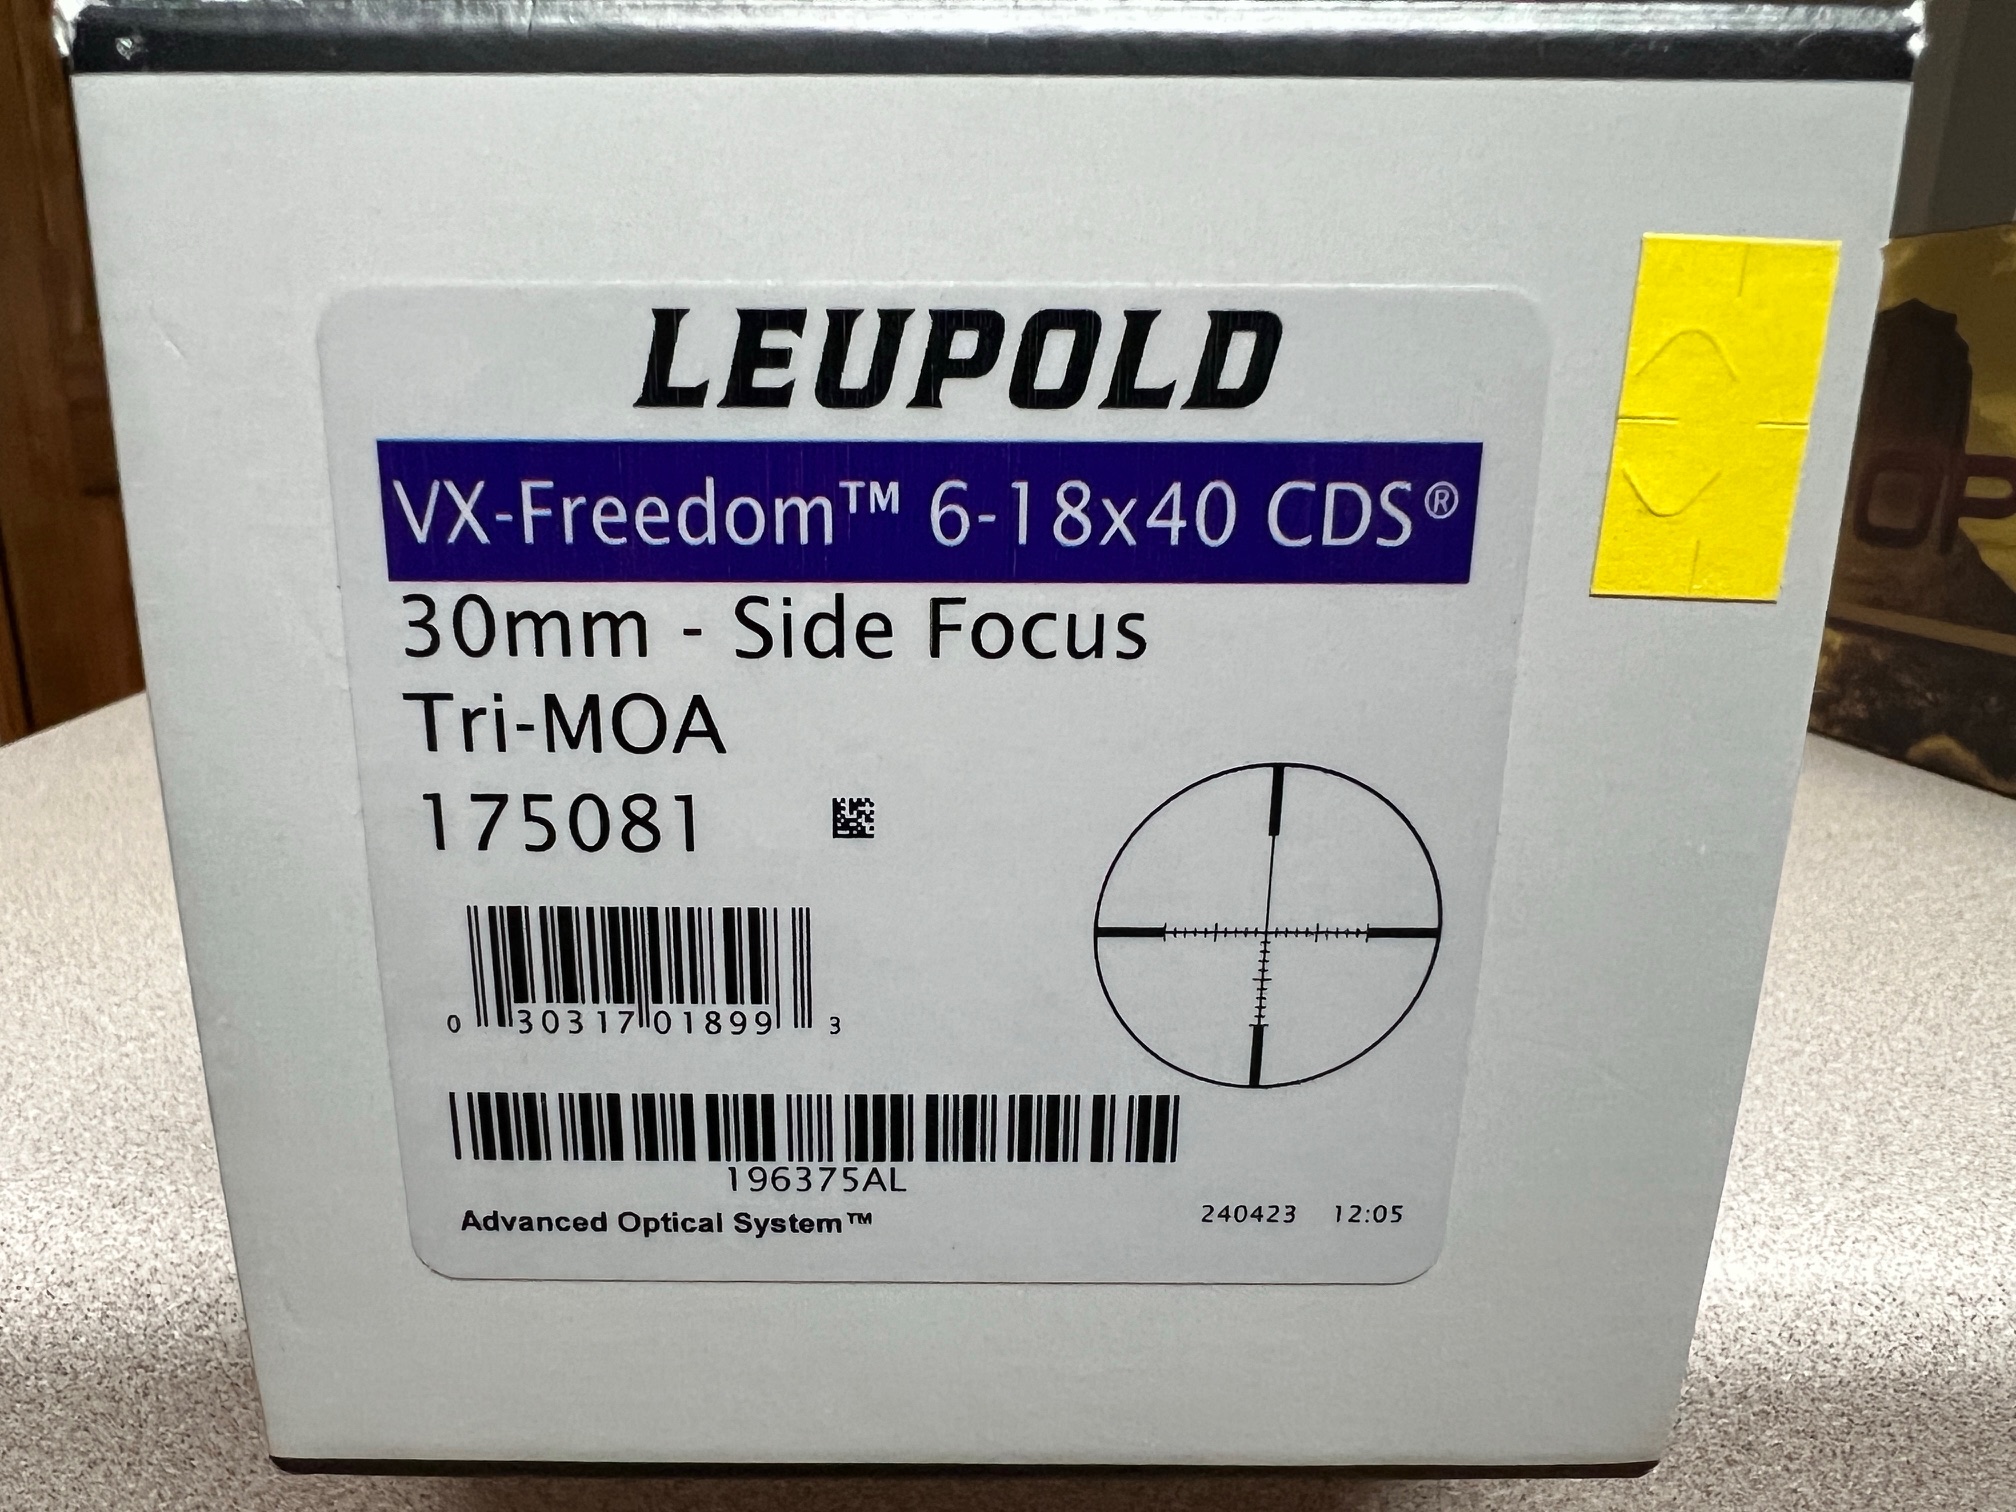 LEUPOLD
VX-Freedom™ 6-18x40 CDS®
30mm - Side Focus
Tri-MOA
175081
0 30317 01899 3
196375AL
Advanced Optical System™
240423 12:05
OP